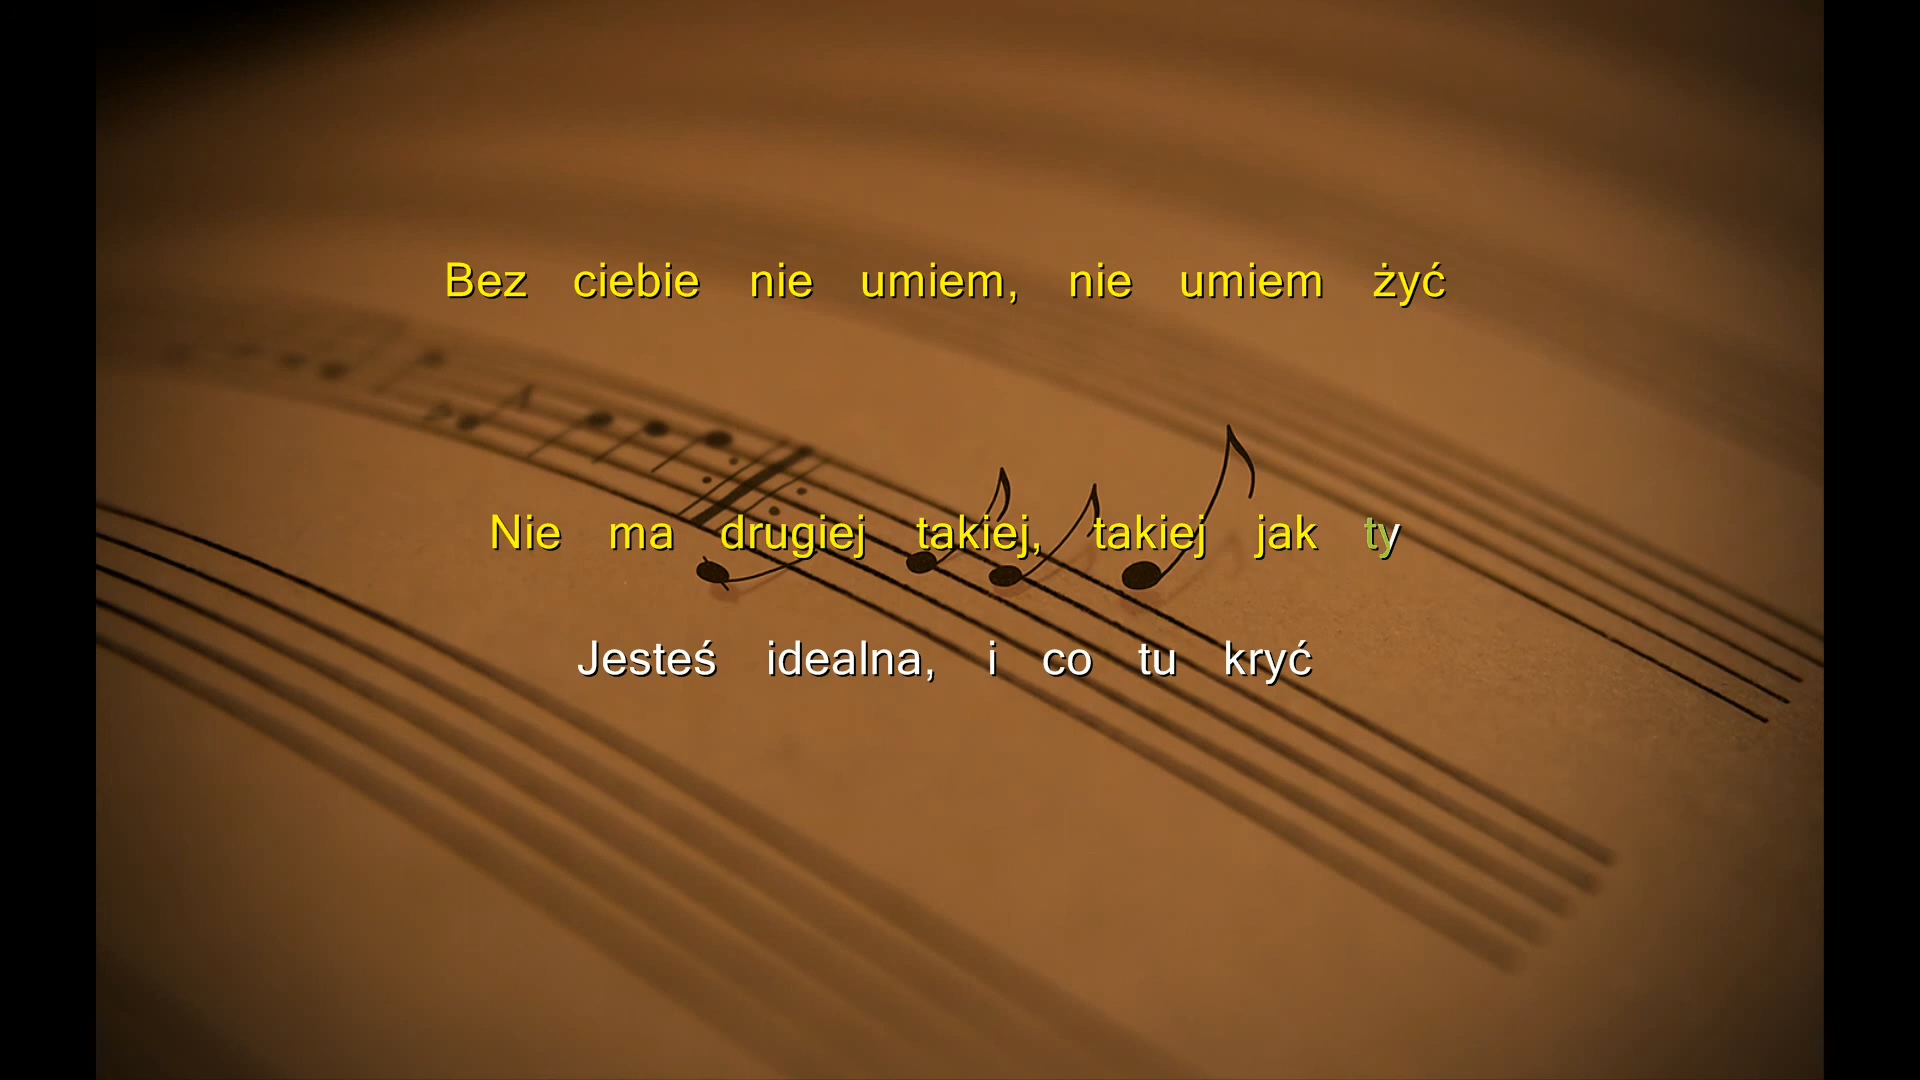 Bez ciebie nie umiem, nie umiem żyć
Nie ma drugiej takiej, takiej jak ty
Jesteś idealna, i co tu kryć